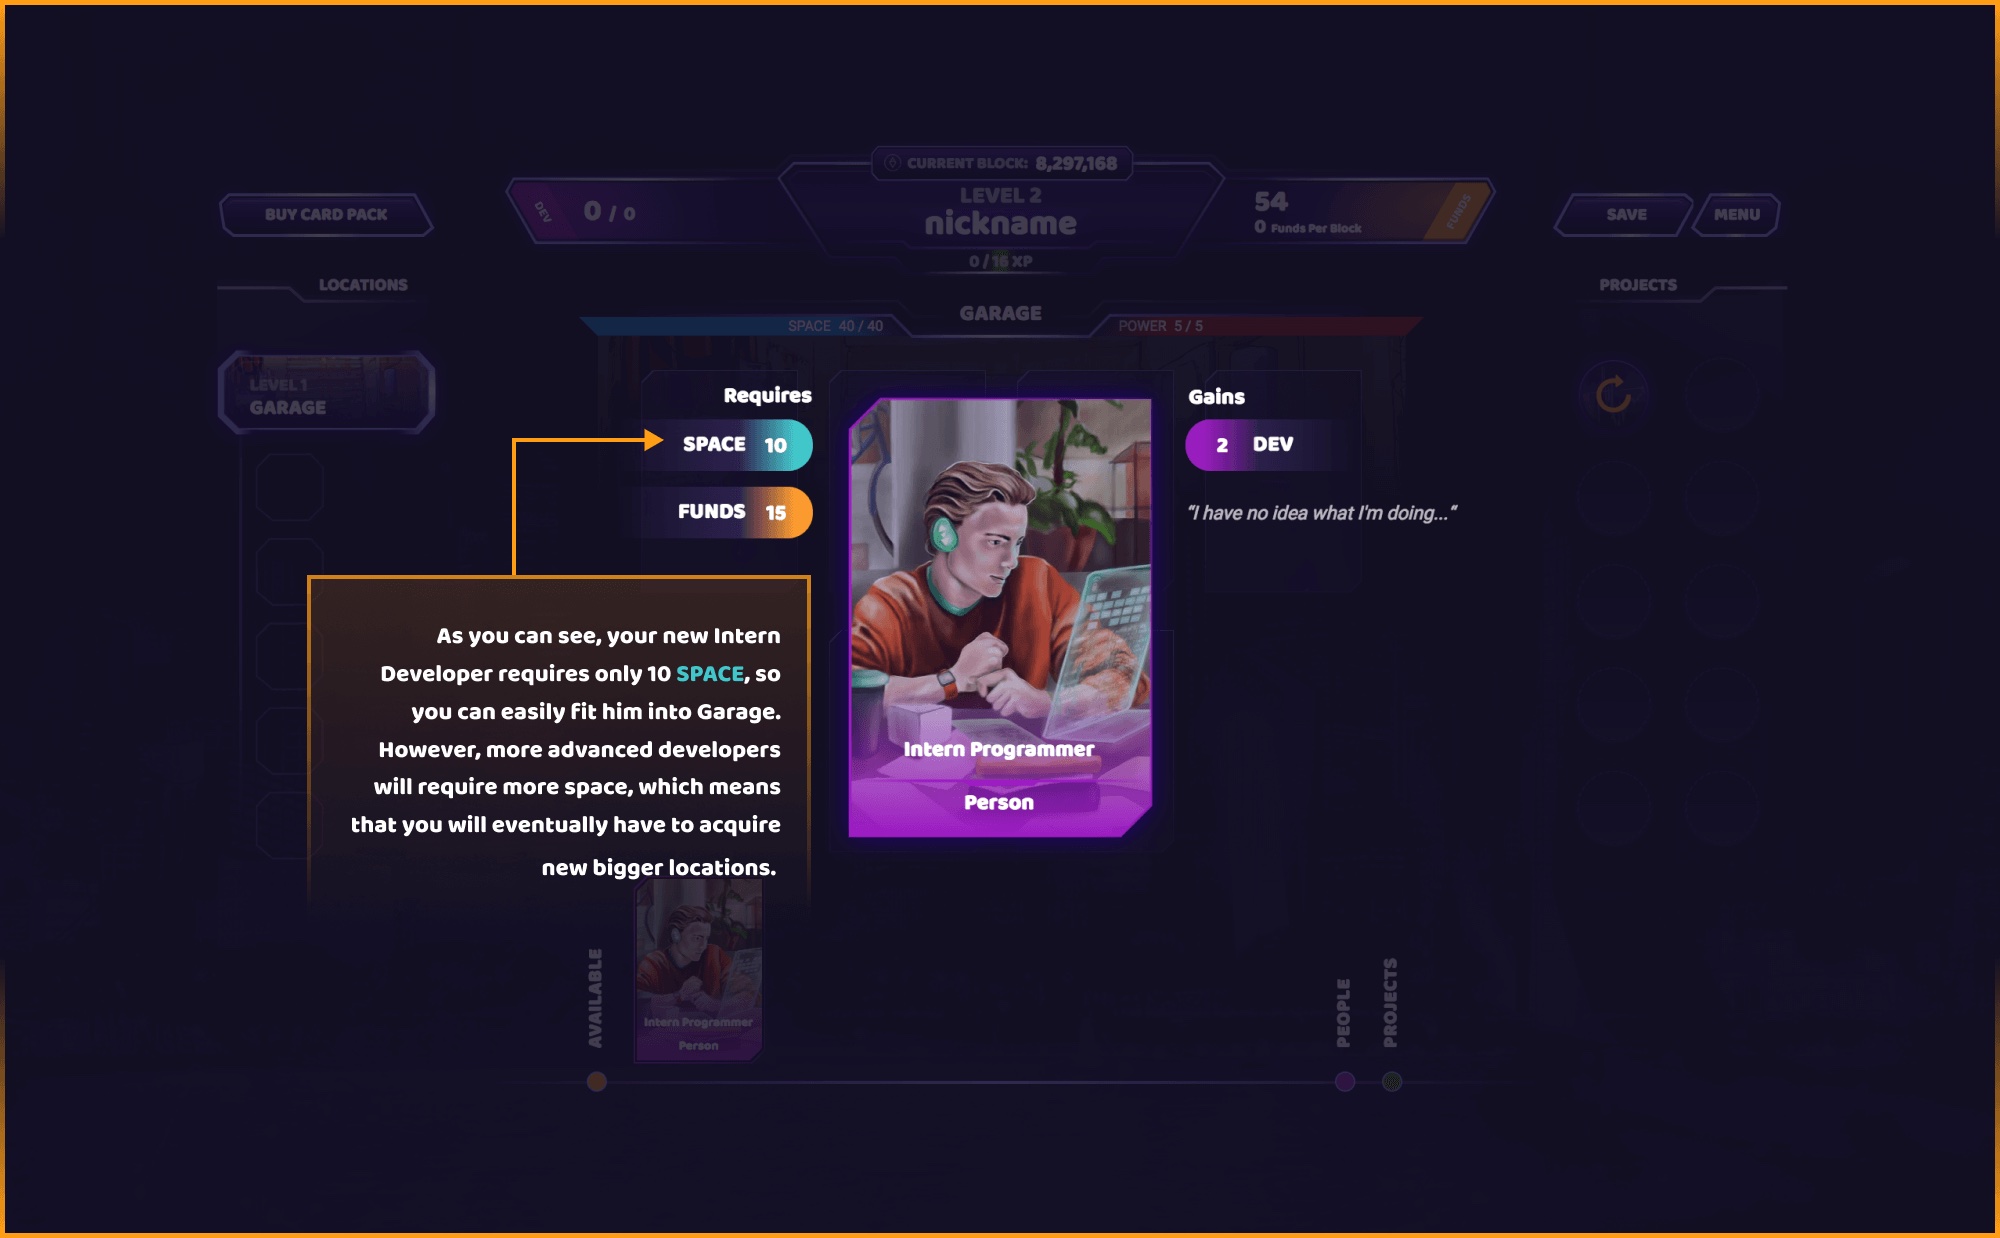 CURRENT BLOCK: 8,297,168
BUY CARD PACK
DEV
0 / 0
LEVEL 2
nickname
0 / 16 XP
54
0 Funds Per Block
FUNDS
SAVE
MENU
LOCATIONS
PROJECTS
GARAGE
SPACE 40 / 40
POWER 5 / 5
LEVEL 1
GARAGE
Requires
SPACE 10
FUNDS 15
Gains
2 DEV
"I have no idea what I'm doing..."
As you can see, your new Intern
Developer requires only 10 SPACE, so
you can easily fit him into Garage.
However, more advanced developers
will require more space, which means
that you will eventually have to acquire
new bigger locations.
Intern Programmer
Person
AVAILABLE
Intern Programmer
Person
PEOPLE
PROJECTS